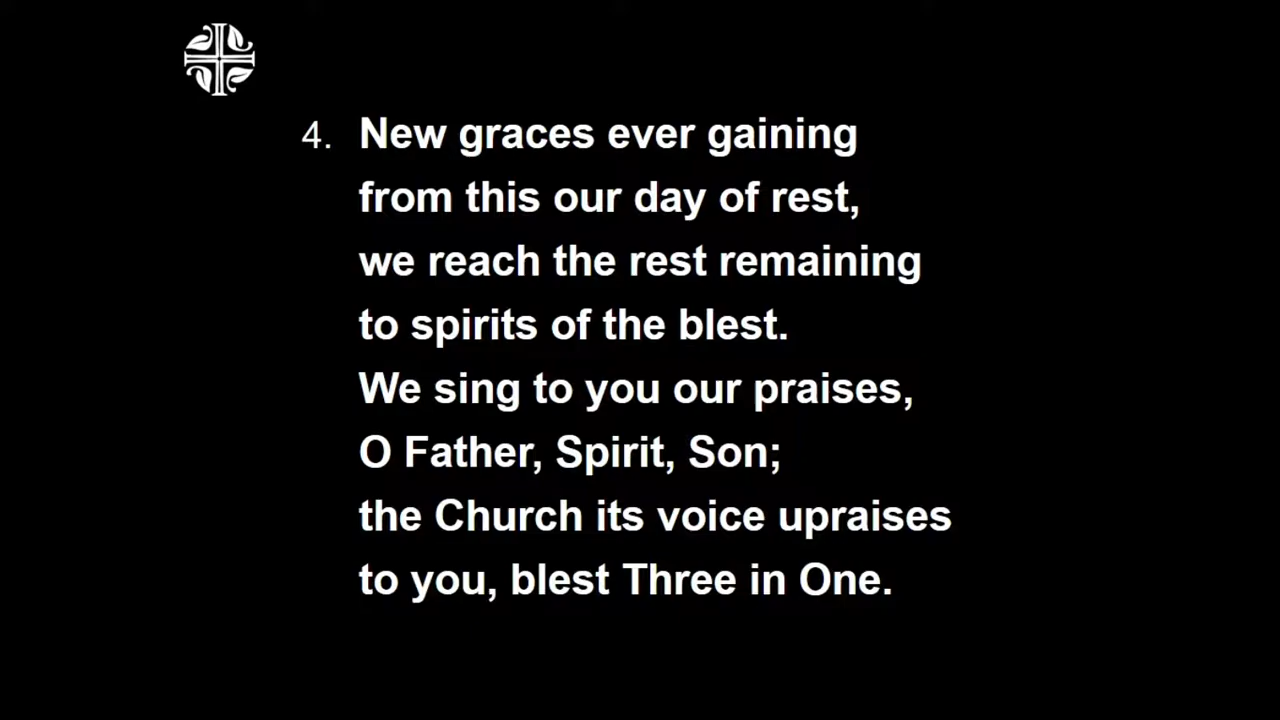 4. New graces ever gaining
from this our day of rest,
we reach the rest remaining
to spirits of the blest.
We sing to you our praises,
O Father, Spirit, Son;
the Church its voice upraises
to you, blest Three in One.